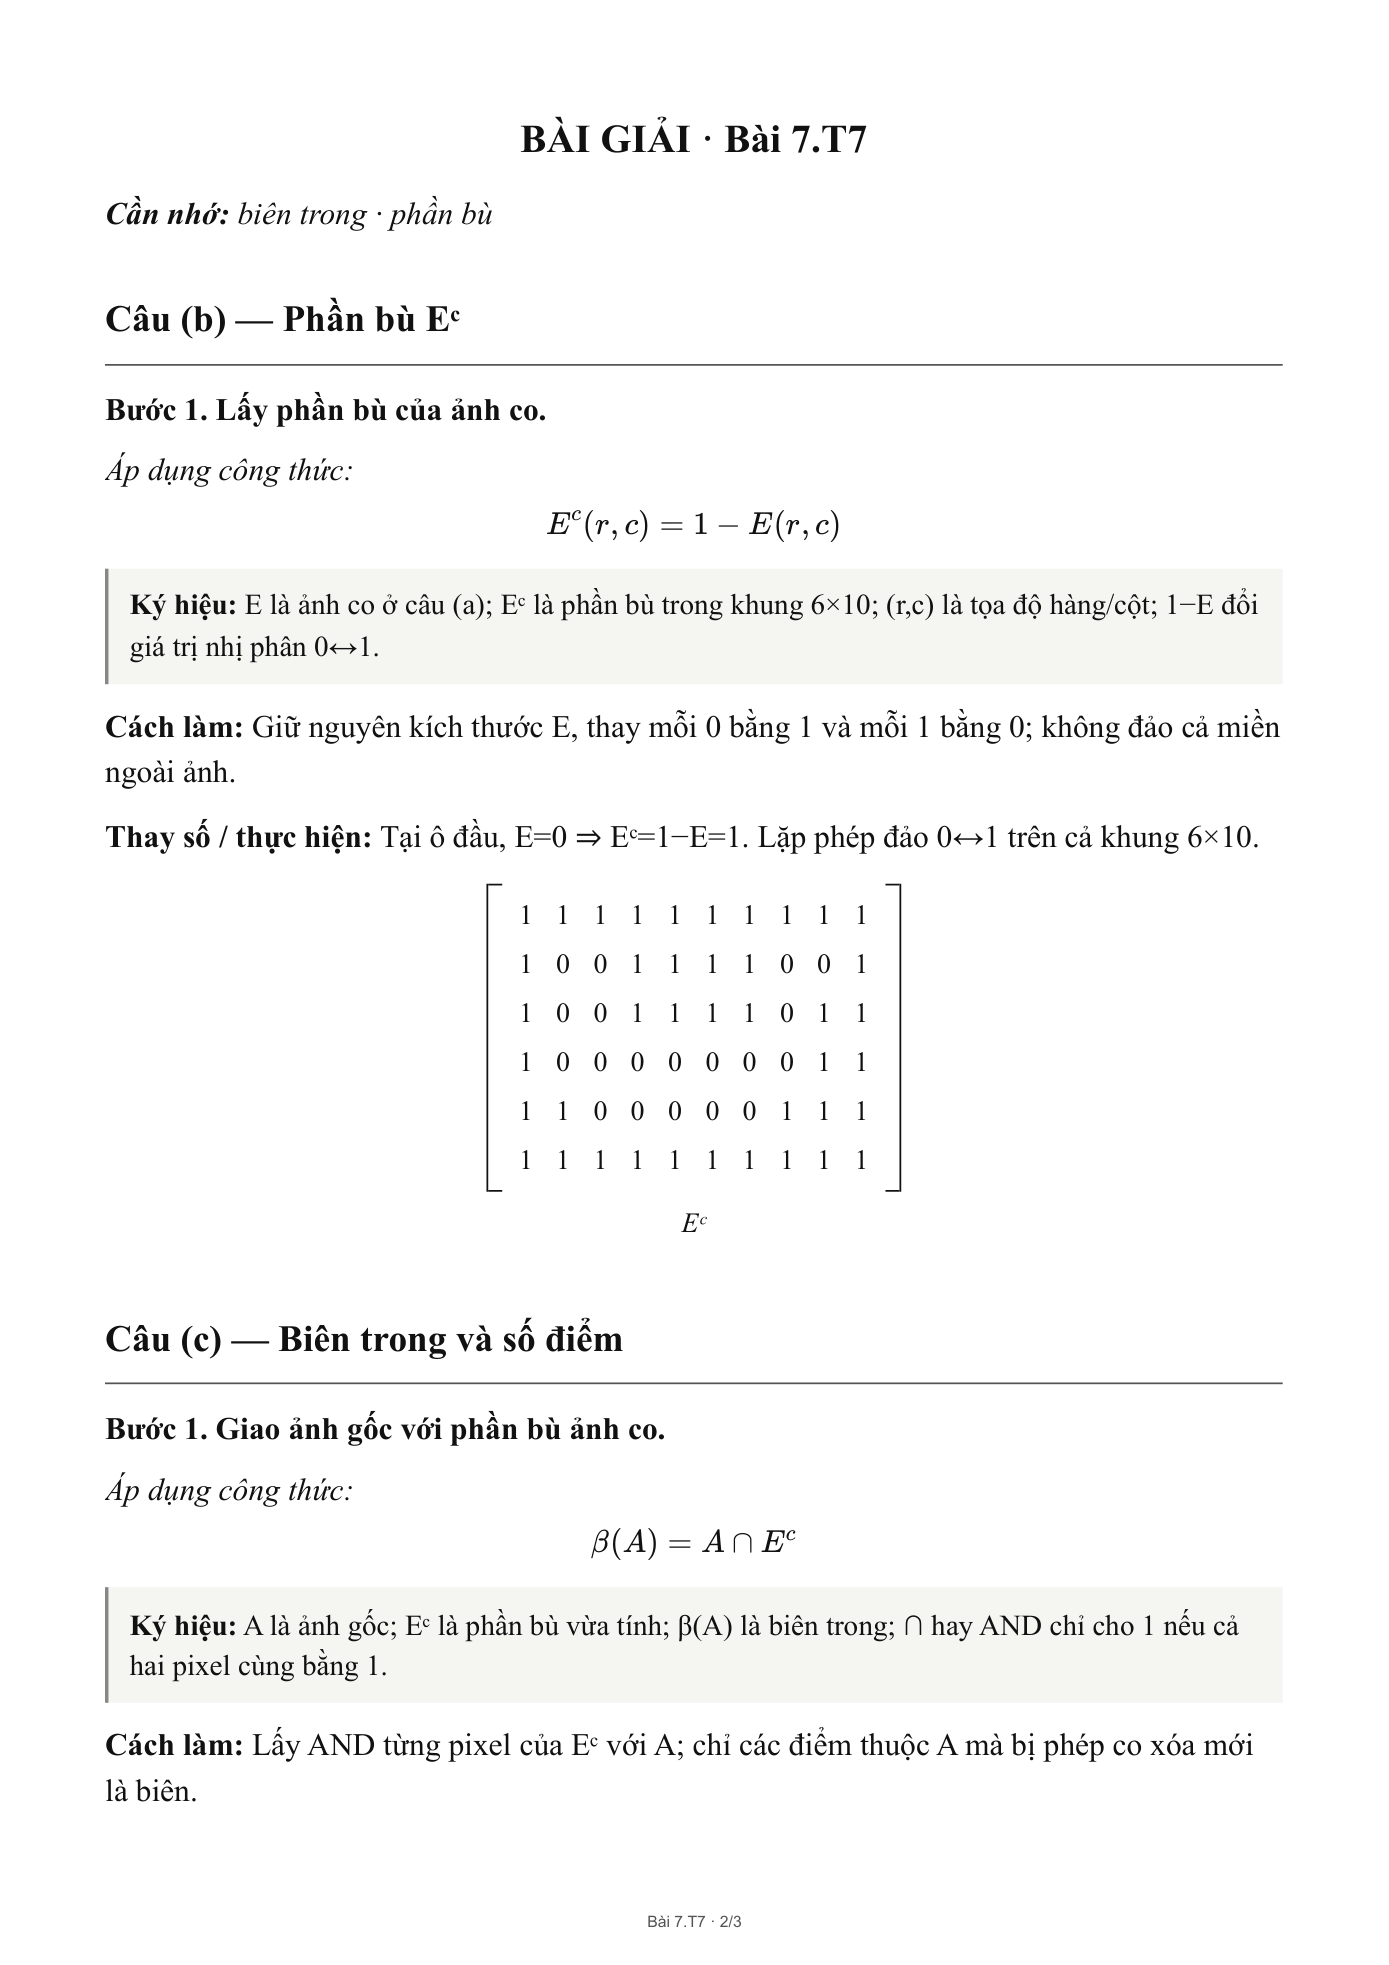 BÀI GIẢI · Bài 7.T7
Cần nhớ: biên trong · phần bù
Câu (b) — Phần bù Eᶜ
Bước 1. Lấy phần bù của ảnh co.
Áp dụng công thức:
Eᶜ(r, c) = 1 − E(r, c)
Ký hiệu: E là ảnh co ở câu (a); Eᶜ là phần bù trong khung 6×10; (r,c) là tọa độ hàng/cột; 1−E đổi
giá trị nhị phân 0↔1.
Cách làm: Giữ nguyên kích thước E, thay mỗi 0 bằng 1 và mỗi 1 bằng 0; không đảo cả miền
ngoài ảnh.
Thay số / thực hiện: Tại ô đầu, E=0 ⇒ Eᶜ=1−E=1. Lặp phép đảo 0↔1 trên cả khung 6×10.
1 1 1 1 1 1 1 1 1 1
1 0 0 1 1 1 1 0 0 1
1 0 0 1 1 1 1 0 1 1
1 0 0 0 0 0 0 0 1 1
1 1 0 0 0 0 0 1 1 1
1 1 1 1 1 1 1 1 1 1
Eᶜ
Câu (c) — Biên trong và số điểm
Bước 1. Giao ảnh gốc với phần bù ảnh co.
Áp dụng công thức:
β(A) = A ∩ Eᶜ
Ký hiệu: A là ảnh gốc; Eᶜ là phần bù vừa tính; β(A) là biên trong; ∩ hay AND chỉ cho 1 nếu cả
hai pixel cùng bằng 1.
Cách làm: Lấy AND từng pixel của Eᶜ với A; chỉ các điểm thuộc A mà bị phép co xóa mới
là biên.
Bài 7.T7 · 2/3